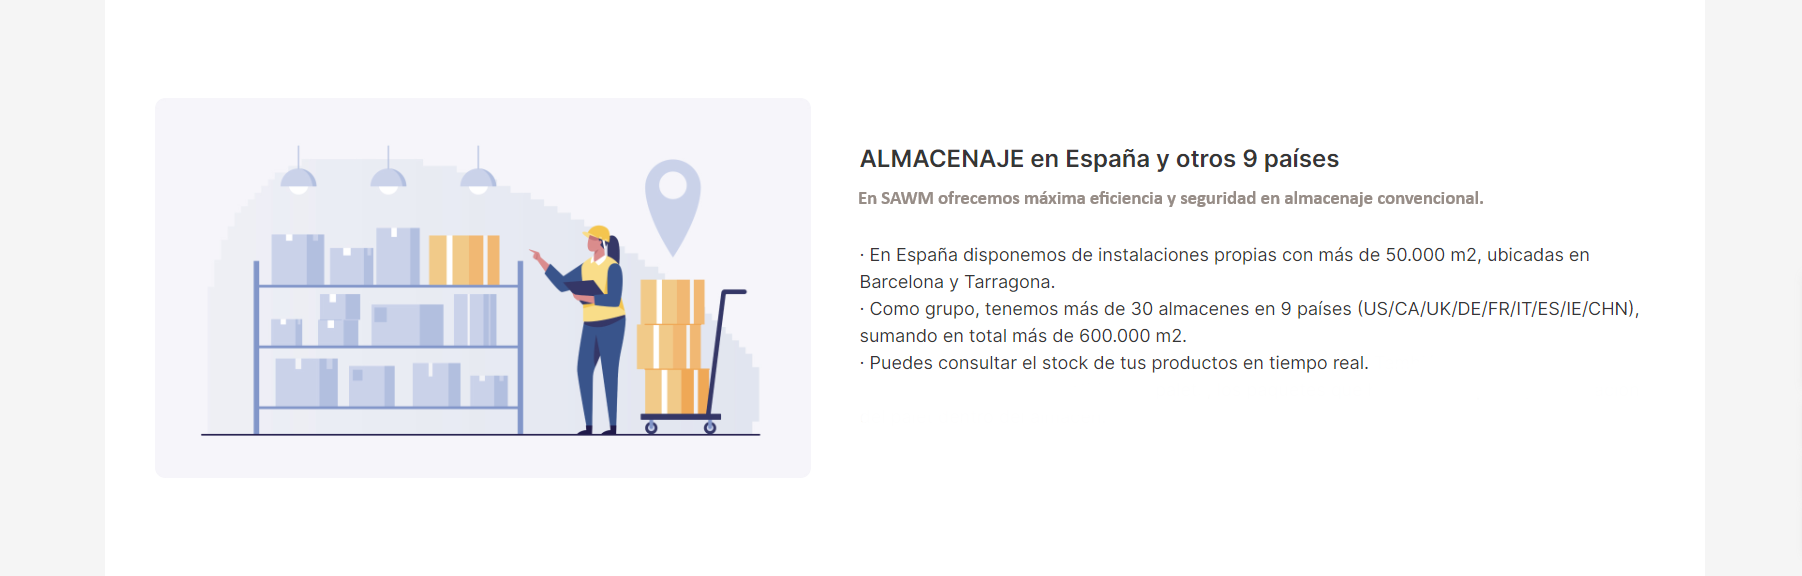 ALMACENAJE en España y otros 9 países
En SAWM ofrecemos máxima eficiencia y seguridad en almacenaje convencional.
· En España disponemos de instalaciones propias con más de 50.000 m2, ubicadas en
Barcelona y Tarragona.
· Como grupo, tenemos más de 30 almacenes en 9 países (US/CA/UK/DE/FR/IT/ES/IE/CHN),
sumando en total más de 600.000 m2.
· Puedes consultar el stock de tus productos en tiempo real.